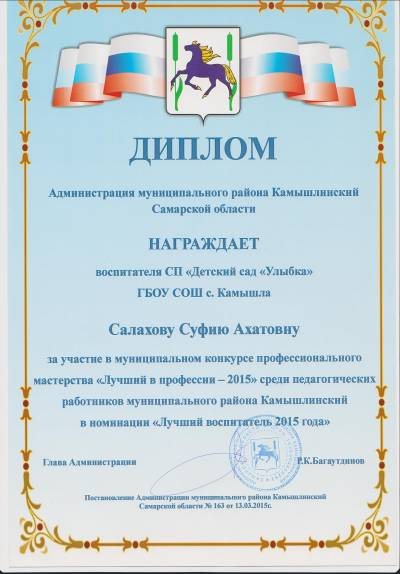 ДИПЛОМ
Администрация муниципального района Камышлинский
Самарской области
НАГРАЖДАЕТ
воспитателя СП «Детский сад «Улыбка»
ГБОУ СОШ с. Камышла
Салахову Суфию Ахатовну
за участие в муниципальном конкурсе профессионального
мастерства «Лучший в профессии – 2015» среди педагогических
работников муниципального района Камышлинский
в номинации «Лучший воспитатель 2015 года»
Глава Администрации Р.К.Багаутдинов
Постановление Администрации муниципального района Камышлинский
Самарской области № 163 от 13.03.2015г.